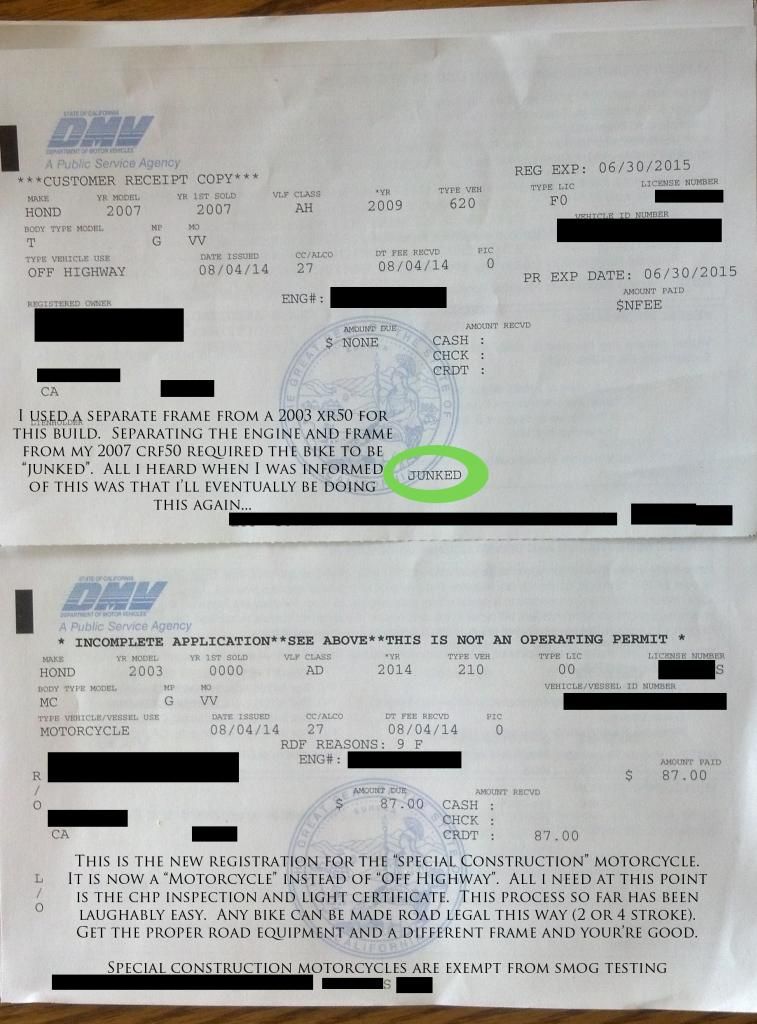 STATE OF CALIFORNIA
DMV
DEPARTMENT OF MOTOR VEHICLES
A Public Service Agency
***CUSTOMER RECEIPT COPY***
REG EXP: 06/30/2015
MAKE YR MODEL YR 1ST SOLD VLF CLASS *YR TYPE VEH TYPE LIC LICENSE NUMBER
HOND 2007 2007 AH 2009 620 F0
BODY TYPE MODEL MP MO VEHICLE ID NUMBER
T G VV
TYPE VEHICLE USE DATE ISSUED CC/ALCO DT FEE RECVD PIC
OFF HIGHWAY 08/04/14 27 08/04/14 0
PR EXP DATE: 06/30/2015
REGISTERED OWNER ENG#: AMOUNT PAID
$NFEE
AMOUNT DUE AMOUNT RECVD
$ NONE CASH :
CHCK :
CRDT :
CA
LIENHOLDER
I used a separate frame from a 2003 xr50 for
this build. Separating the engine and frame
from my 2007 crf50 required the bike to be
"junked". All i heard when I was informed
of this was that i'll eventually be doing
this again...
JUNKED
STATE OF CALIFORNIA
DMV
DEPARTMENT OF MOTOR VEHICLES
A Public Service Agency
* INCOMPLETE APPLICATION**SEE ABOVE**THIS IS NOT AN OPERATING PERMIT *
MAKE YR MODEL YR 1ST SOLD VLF CLASS *YR TYPE VEH TYPE LIC LICENSE NUMBER
HOND 2003 0000 AD 2014 210 00 S
BODY TYPE MODEL MP MO VEHICLE/VESSEL ID NUMBER
MC G VV
TYPE VEHICLE/VESSEL USE DATE ISSUED CC/ALCO DT FEE RECVD PIC
MOTORCYCLE 08/04/14 27 08/04/14 0
RDF REASONS: 9 F
ENG#:
AMOUNT PAID
R/O $ 87.00
AMOUNT DUE AMOUNT RECVD
$ 87.00 CASH :
CHCK :
CA CRDT : 87.00
L/O
This is the new registration for the "special Construction" motorcycle.
It is now a "Motorcycle" instead of "Off Highway". All i need at this point
is the chp inspection and light certificate. This process so far has been
laughably easy. Any bike can be made road legal this way (2 or 4 stroke).
Get the proper road equipment and a different frame and your're good.
Special construction motorcycles are exempt from smog testing
S